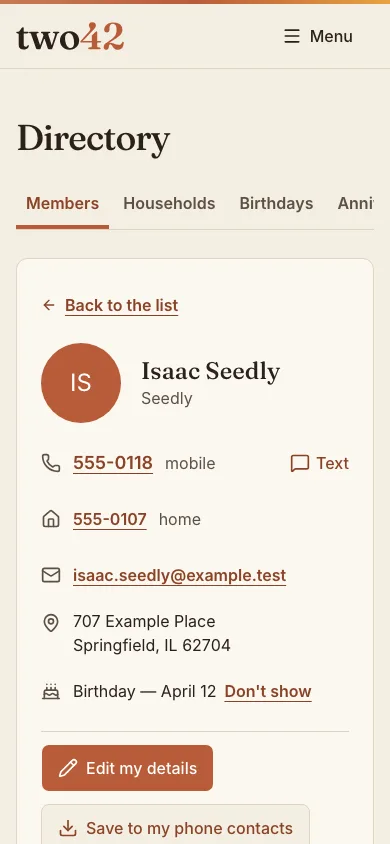 two42
Menu
Directory
Members Households Birthdays Anni
Back to the list
IS
Isaac Seedly
Seedly
555-0118 mobile Text
555-0107 home
isaac.seedly@example.test
707 Example Place
Springfield, IL 62704
Birthday — April 12 Don't show
Edit my details
Save to my phone contacts